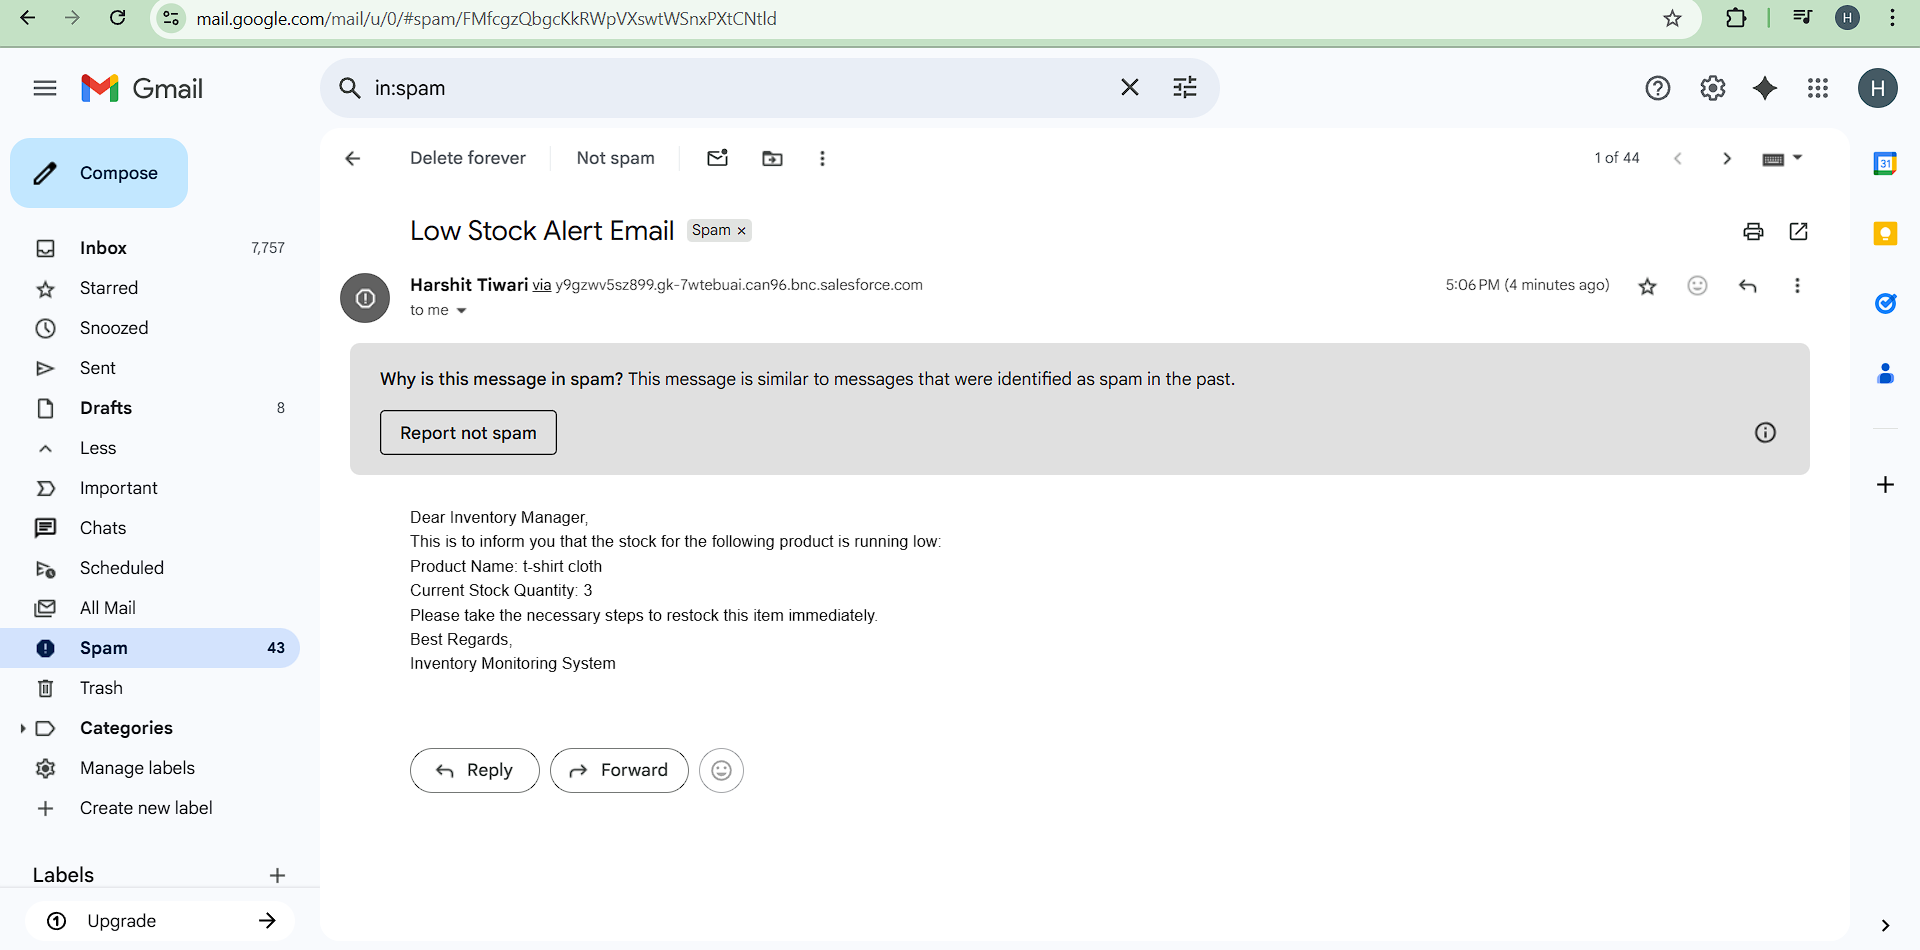 mail.google.com/mail/u/0/#spam/FMfcgzQbgcKkRWpVXswtWSnxPXtCNtld
H
Gmail
in:spam
H
Compose
Inbox 7,757
Starred
Snoozed
Sent
Drafts 8
Less
Important
Chats
Scheduled
All Mail
Spam 43
Trash
Categories
Manage labels
Create new label
Labels
Upgrade
Delete forever
Not spam
1 of 44
31
Low Stock Alert Email Spam ×
Harshit Tiwari via y9gzwv5sz899.gk-7wtebuai.can96.bnc.salesforce.com
5:06 PM (4 minutes ago)
to me
Why is this message in spam? This message is similar to messages that were identified as spam in the past.
Report not spam
Dear Inventory Manager,
This is to inform you that the stock for the following product is running low:
Product Name: t-shirt cloth
Current Stock Quantity: 3
Please take the necessary steps to restock this item immediately.
Best Regards,
Inventory Monitoring System
Reply
Forward